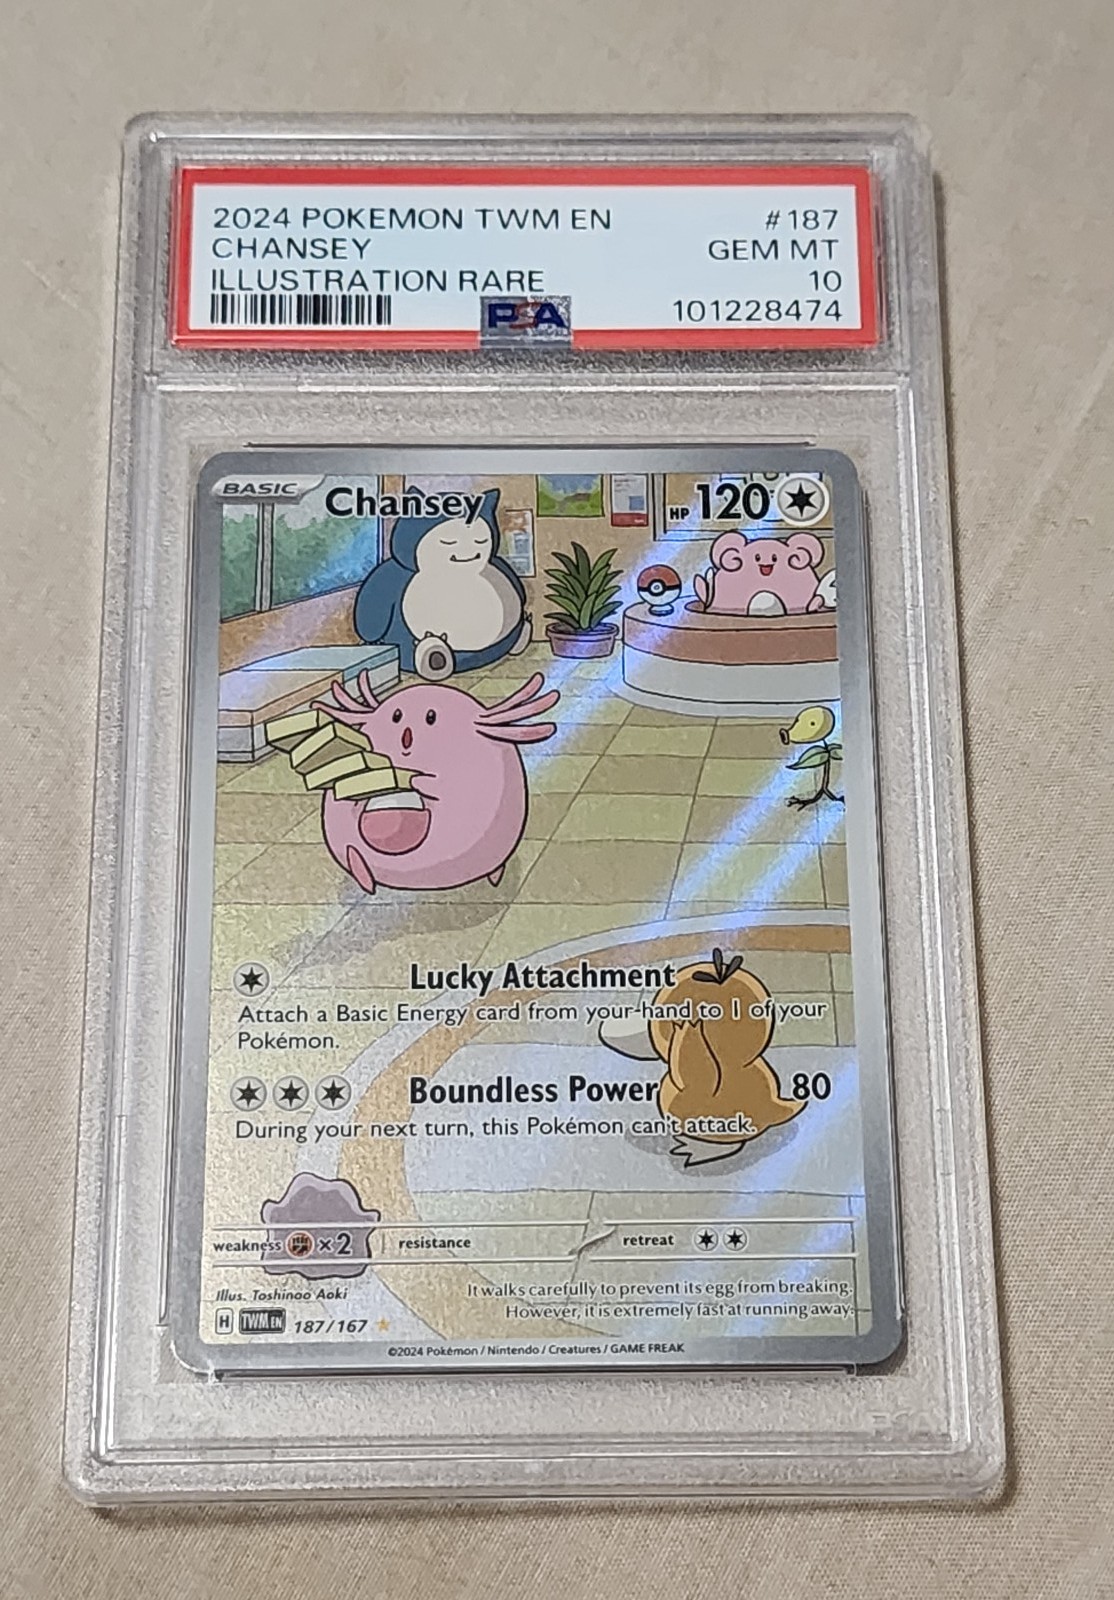 2024 POKEMON TWM EN #187
CHANSEY GEM MT
ILLUSTRATION RARE 10
PSA 101228474
BASIC Chansey HP 120
Lucky Attachment
Attach a Basic Energy card from your hand to 1 of your
Pokémon.
Boundless Power 80
During your next turn, this Pokémon can't attack.
weakness ×2 resistance retreat
Illus. Toshinao Aoki
It walks carefully to prevent its egg from breaking.
However, it is extremely fast at running away.
H TWM EN 187/167
©2024 Pokémon / Nintendo / Creatures / GAME FREAK